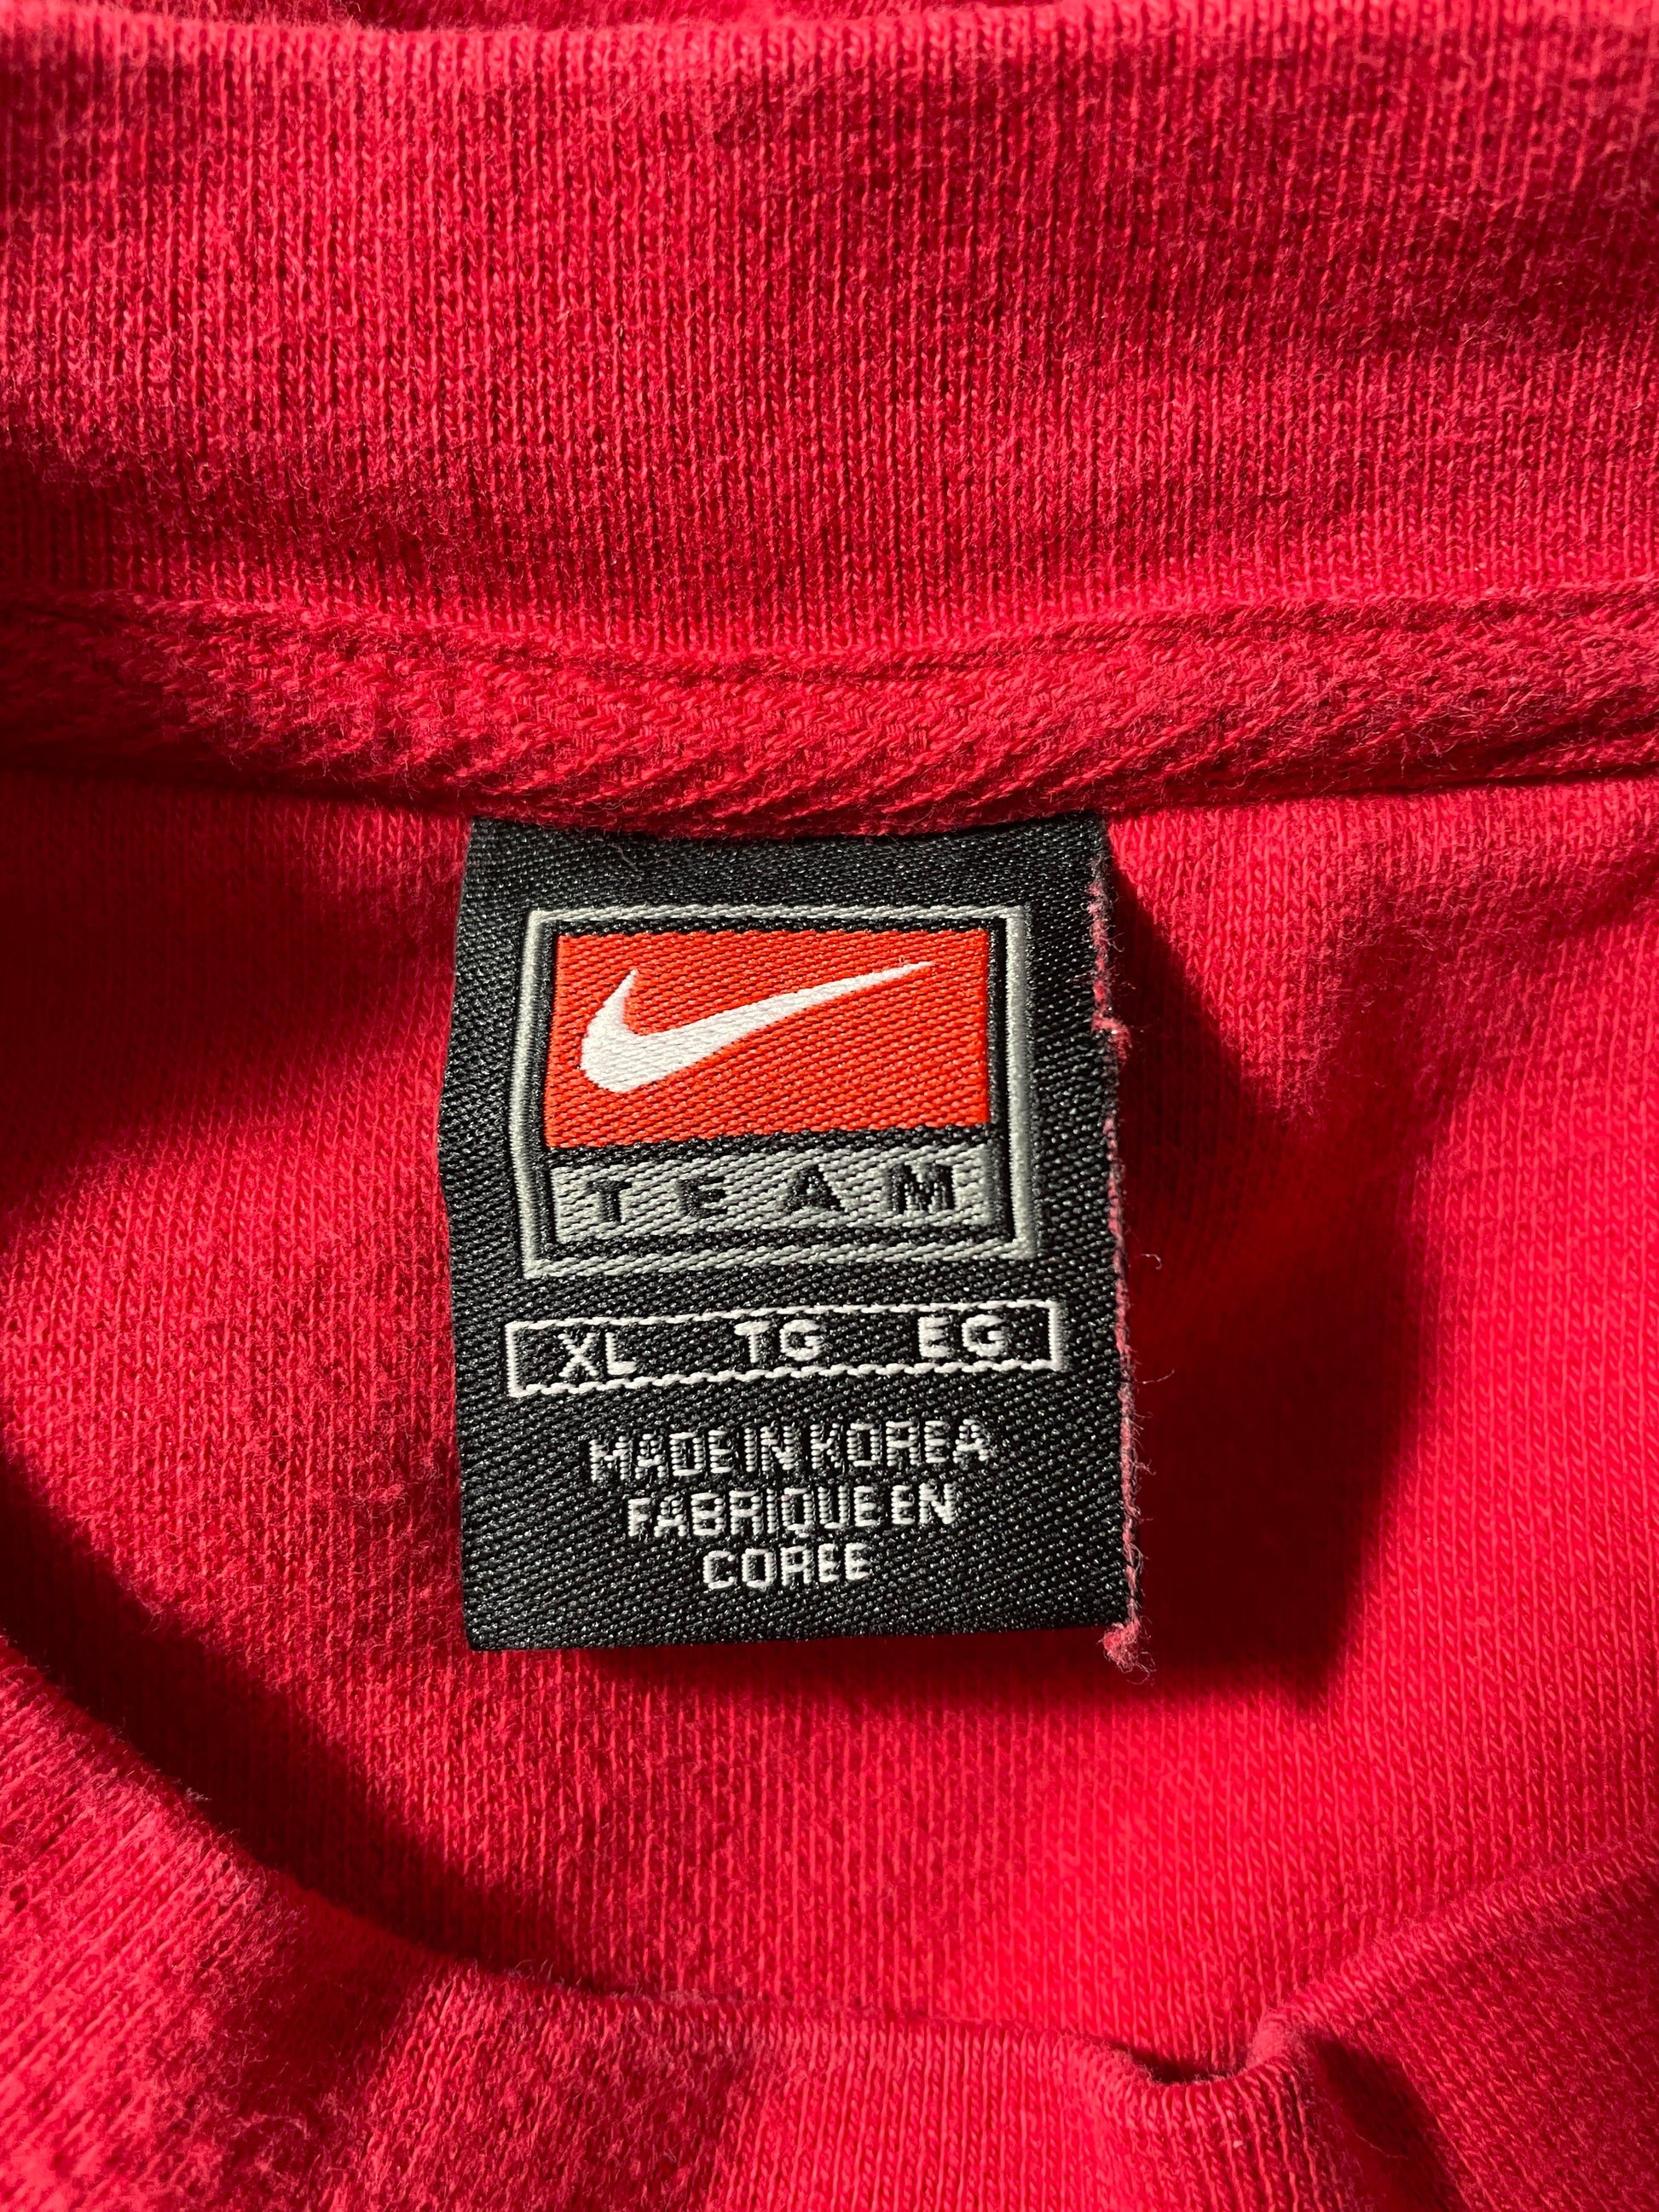 TEAM
XL TG EG
MADE IN KOREA
FABRIQUE EN
COREE